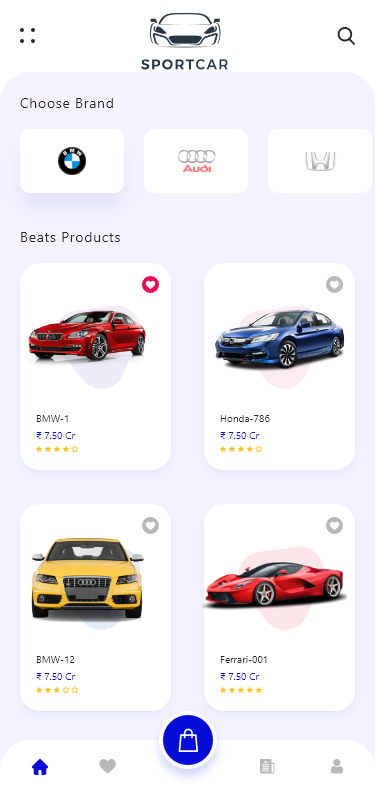 SPORTCAR
Choose Brand
BMW
Audi
Beats Products
BMW-1
₹ 7.50 Cr
Honda-786
₹ 7.50 Cr
BMW-12
₹ 7.50 Cr
Ferrari-001
₹ 7.50 Cr